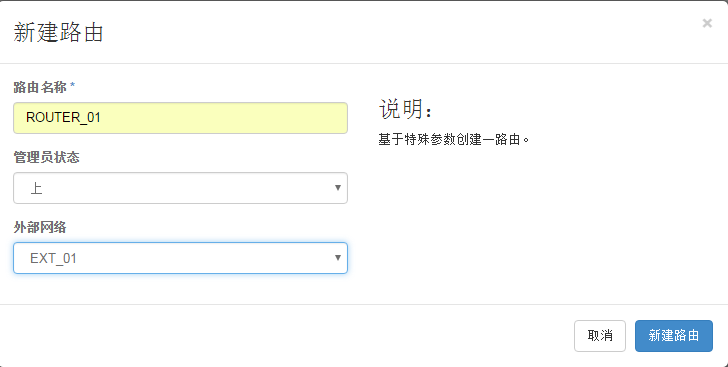 新建路由
×
路由名称 *
ROUTER_01
管理员状态
上
外部网络
EXT_01
说明：
基于特殊参数创建一路由。
取消
新建路由